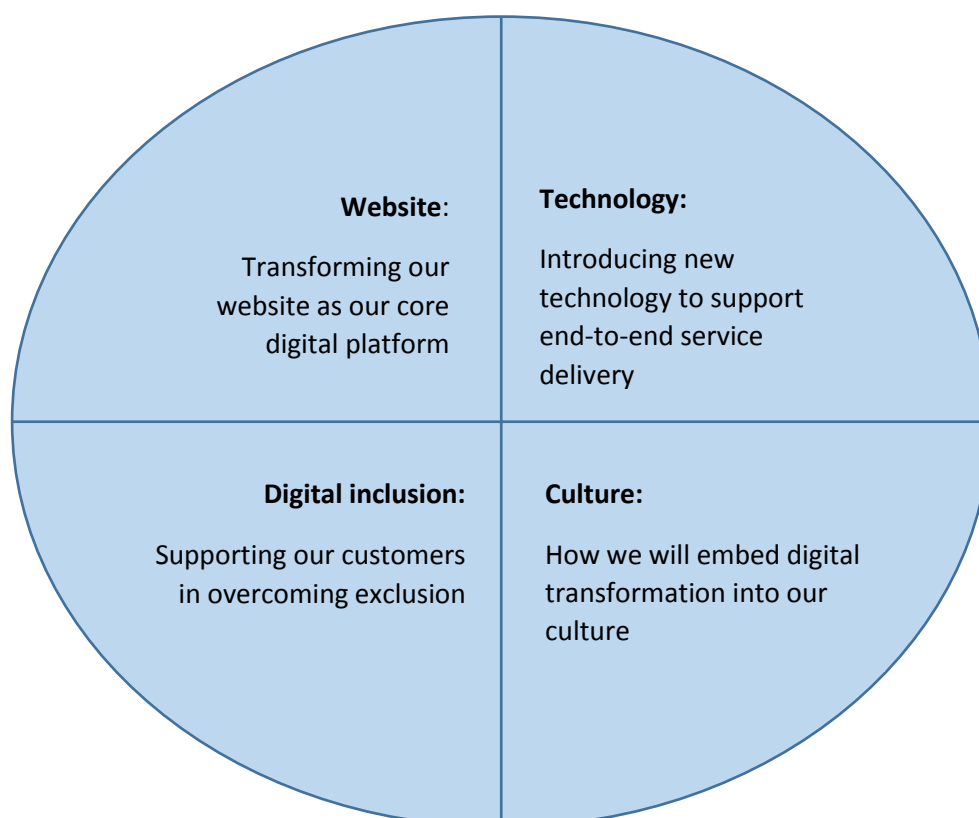 Website:
Transforming our
website as our core
digital platform
Technology:
Introducing new
technology to support
end-to-end service
delivery
Digital inclusion:
Supporting our customers
in overcoming exclusion
Culture:
How we will embed digital
transformation into our
culture